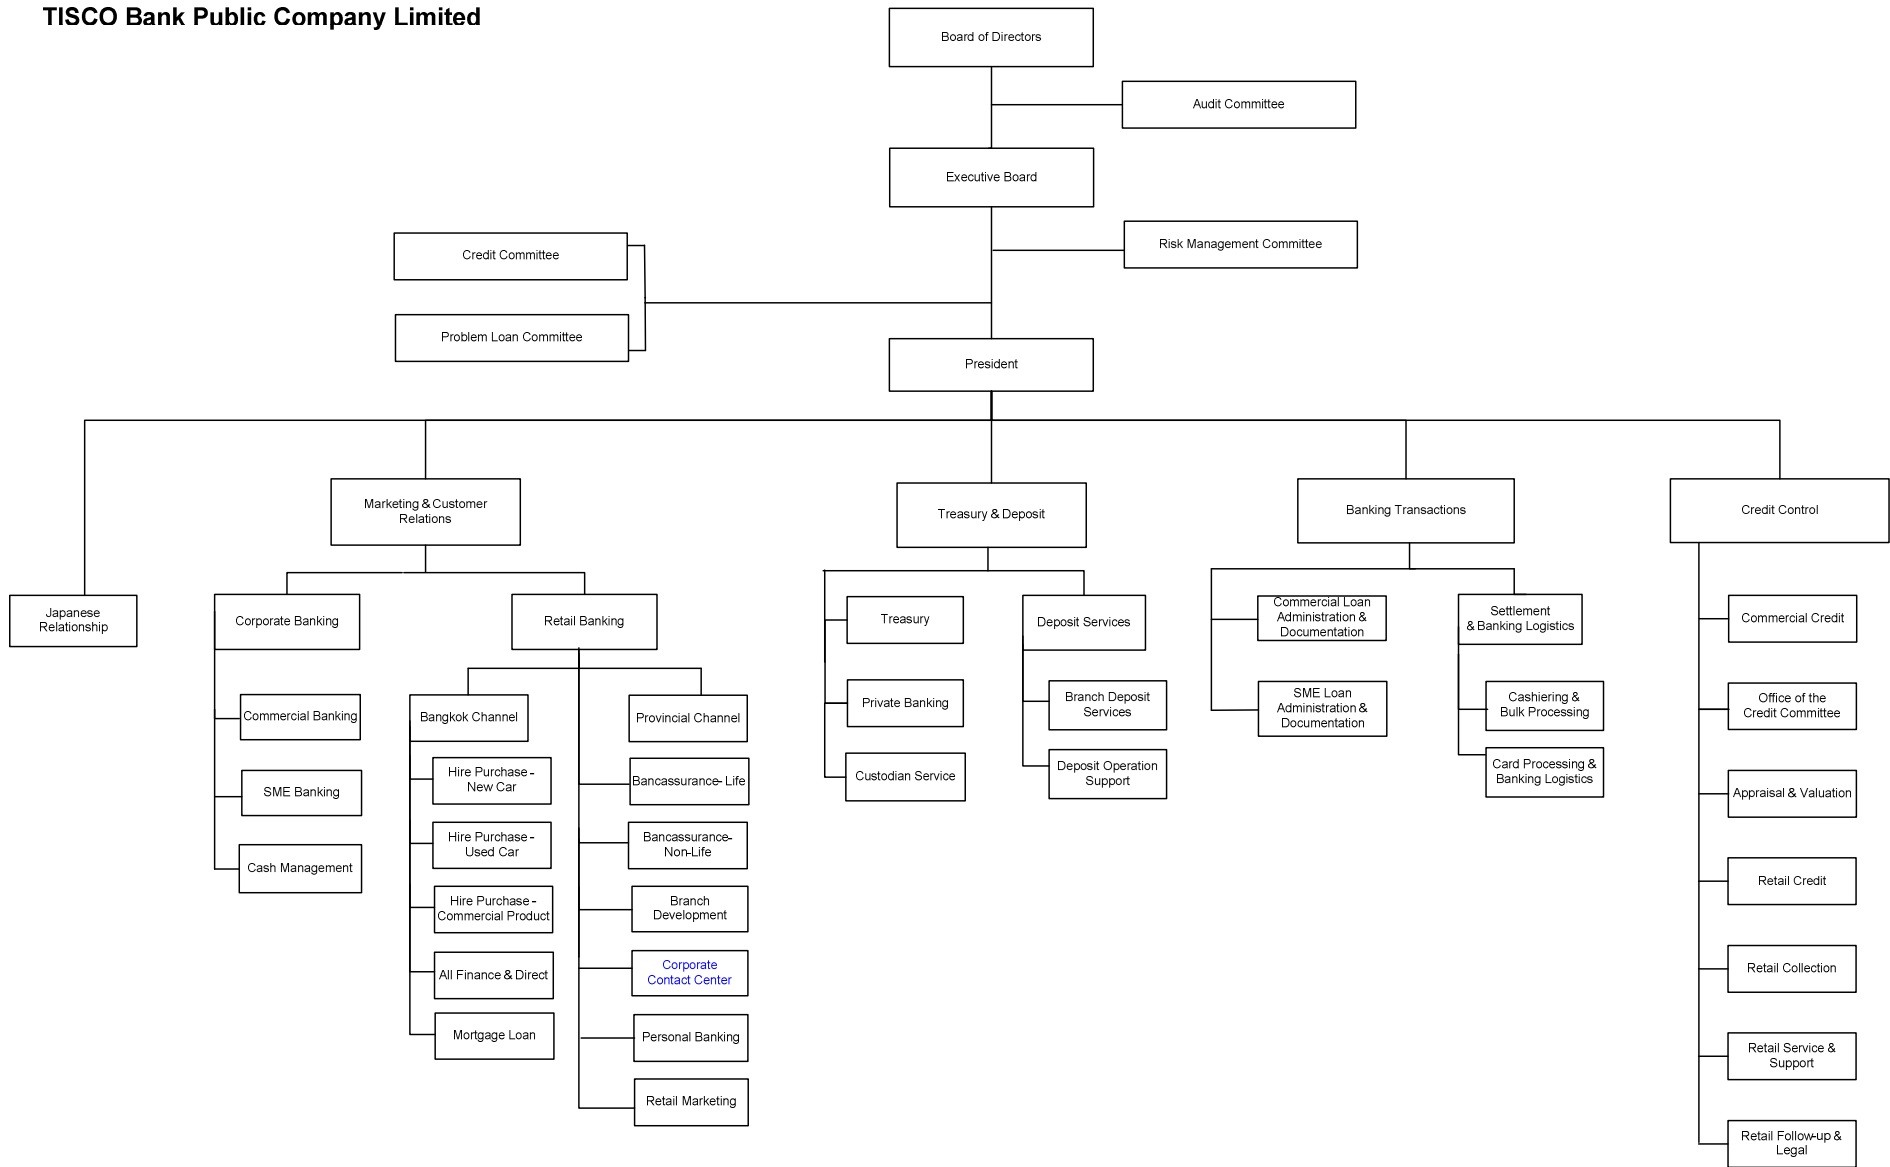 TISCO Bank Public Company Limited
Board of Directors
Audit Committee
Executive Board
Risk Management Committee
Credit Committee
Problem Loan Committee
President
Marketing & Customer
Relations
Treasury & Deposit
Banking Transactions
Credit Control
Japanese
Relationship
Corporate Banking
Commercial Banking
SME Banking
Cash Management
Retail Banking
Bangkok Channel
Hire Purchase -
New Car
Hire Purchase -
Used Car
Hire Purchase -
Commercial Product
All Finance & Direct
Mortgage Loan
Provincial Channel
Bancassurance- Life
Bancassurance-
Non-Life
Branch
Development
Corporate
Contact Center
Personal Banking
Retail Marketing
Treasury
Private Banking
Custodian Service
Deposit Services
Branch Deposit
Services
Deposit Operation
Support
Commercial Loan
Administration &
Documentation
SME Loan
Administration &
Documentation
Settlement
& Banking Logistics
Cashiering &
Bulk Processing
Card Processing &
Banking Logistics
Commercial Credit
Office of the
Credit Committee
Appraisal & Valuation
Retail Credit
Retail Collection
Retail Service &
Support
Retail Follow-up &
Legal